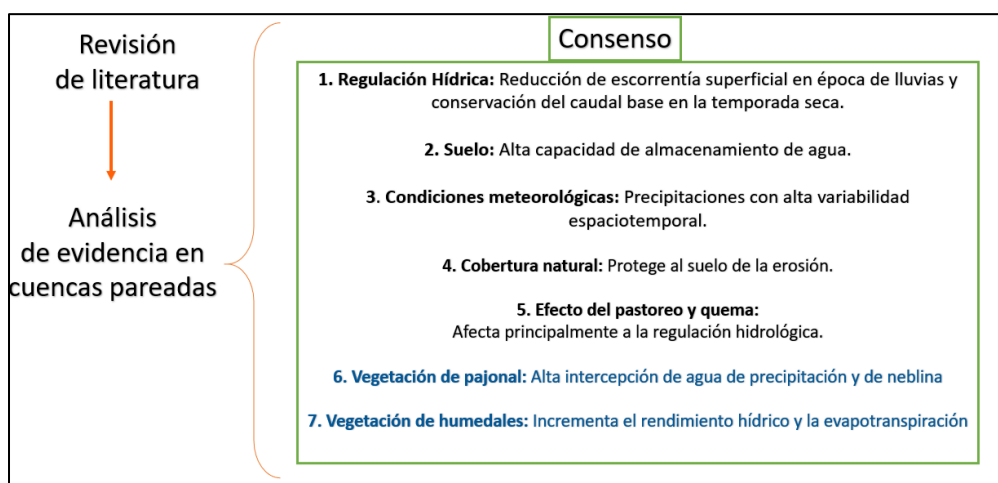 Revisión
de literatura
Análisis
de evidencia en
cuencas pareadas
Consenso
1. Regulación Hídrica: Reducción de escorrentía superficial en época de lluvias y
conservación del caudal base en la temporada seca.
2. Suelo: Alta capacidad de almacenamiento de agua.
3. Condiciones meteorológicas: Precipitaciones con alta variabilidad
espaciotemporal.
4. Cobertura natural: Protege al suelo de la erosión.
5. Efecto del pastoreo y quema:
Afecta principalmente a la regulación hidrológica.
6. Vegetación de pajonal: Alta intercepción de agua de precipitación y de neblina
7. Vegetación de humedales: Incrementa el rendimiento hídrico y la evapotranspiración